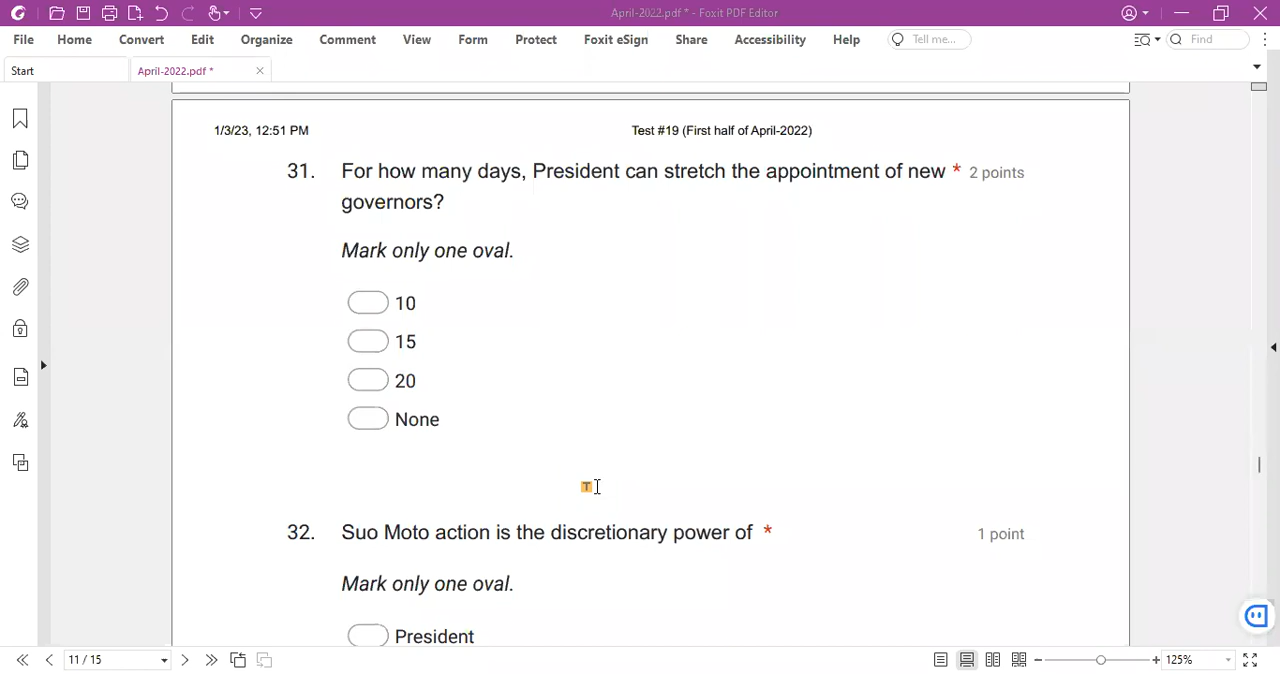 April-2022.pdf * - Foxit PDF Editor
File Home Convert Edit Organize Comment View Form Protect Foxit eSign Share Accessibility Help Tell me... Find
Start April-2022.pdf *
1/3/23, 12:51 PM Test #19 (First half of April-2022)
31. For how many days, President can stretch the appointment of new * 2 points
governors?
Mark only one oval.
10
15
20
None
T
32. Suo Moto action is the discretionary power of * 1 point
Mark only one oval.
President
11 / 15 125%